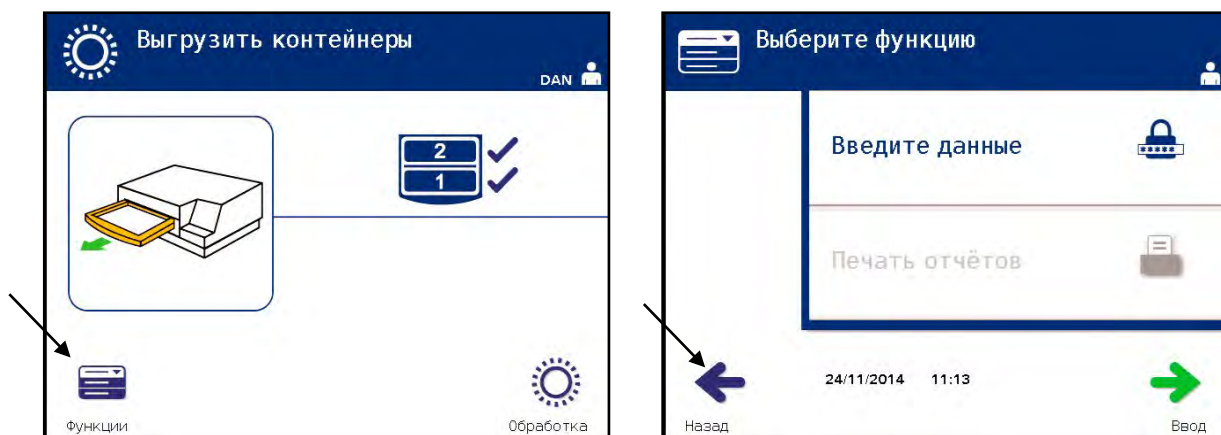 Выгрузить контейнеры
DAN
2
1
Функции
Обработка
Выберите функцию
Введите данные
*****
Печать отчётов
24/11/2014 11:13
Назад
Ввод